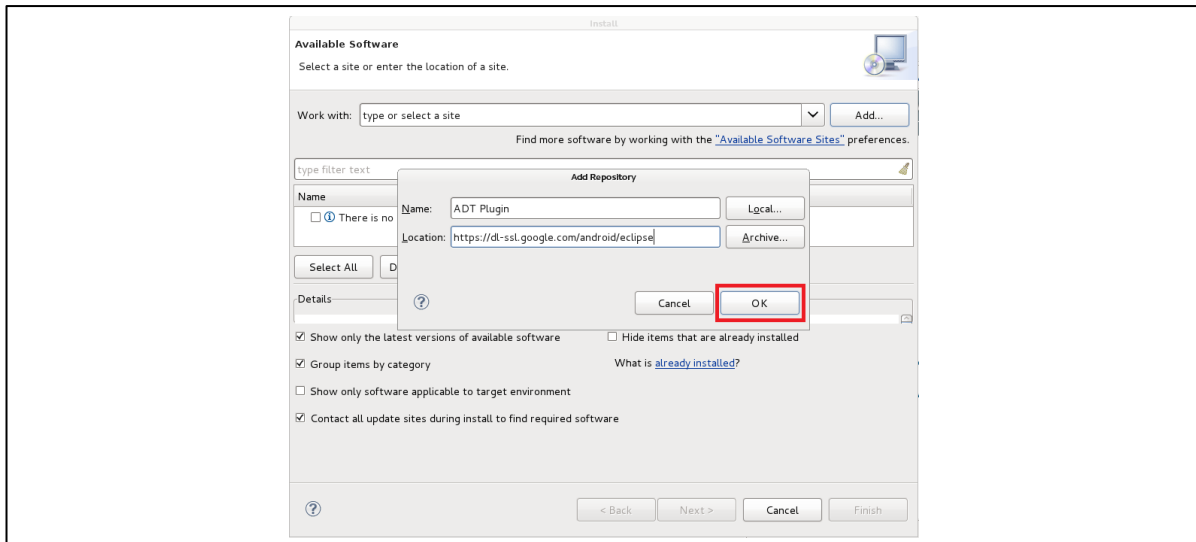 Install
Available Software
Select a site or enter the location of a site.
Work with: type or select a site Add...
Find more software by working with the "Available Software Sites" preferences.
type filter text
Add Repository
Name
Name: ADT Plugin Local...
There is no
Location: https://dl-ssl.google.com/android/eclipse Archive...
Select All D
Details
Cancel OK
Show only the latest versions of available software Hide items that are already installed
Group items by category What is already installed?
Show only software applicable to target environment
Contact all update sites during install to find required software
< Back Next > Cancel Finish